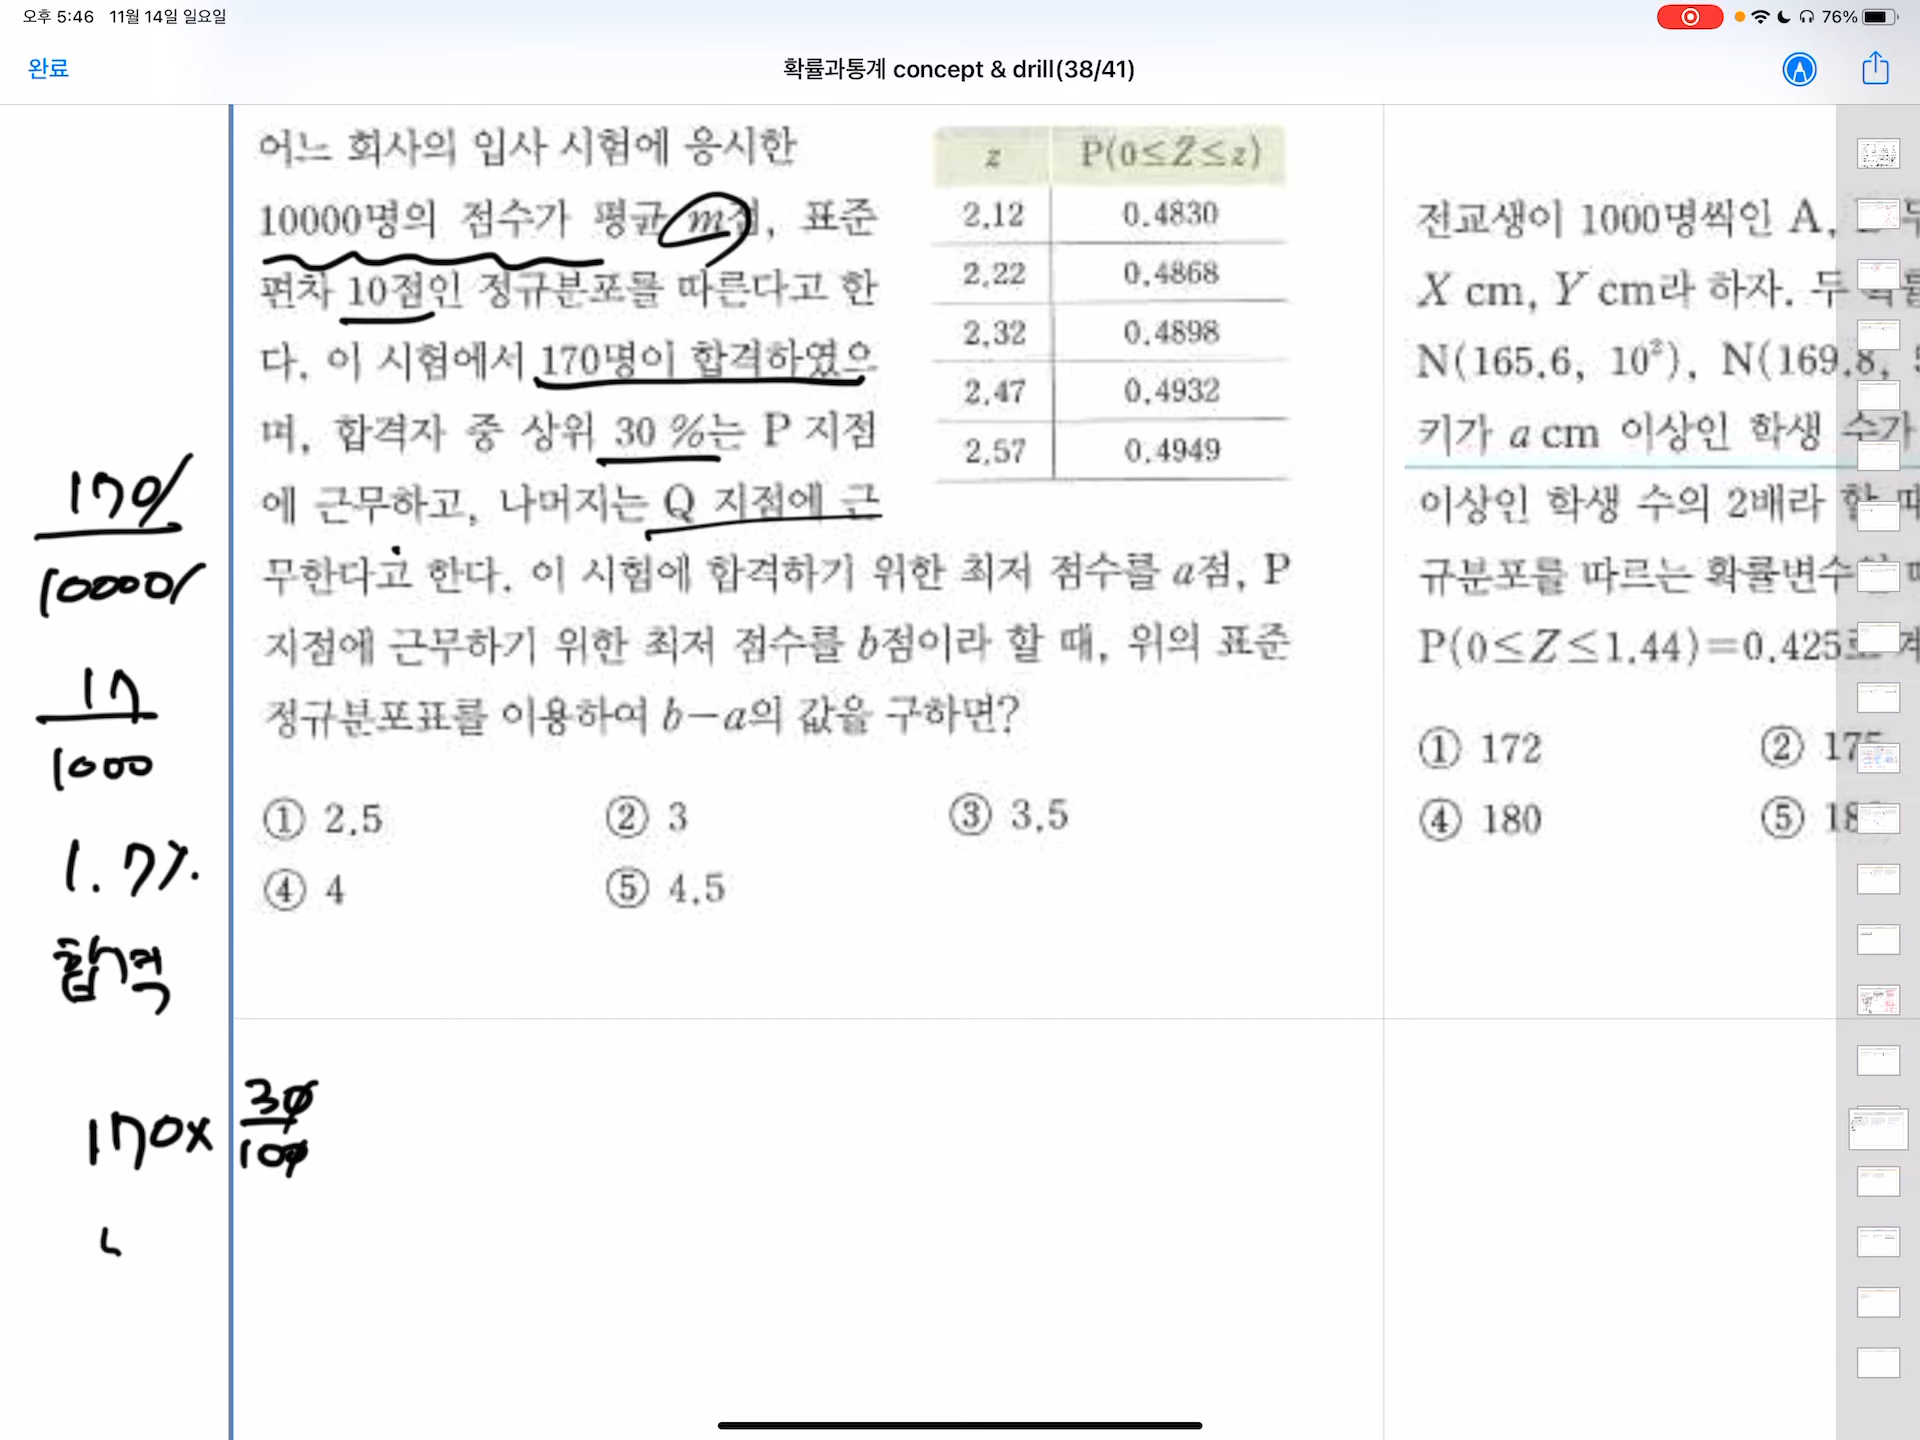 오후 5:46 11월 14일 일요일
76%
완료
확률과통계 concept & drill(38/41)
어느 회사의 입사 시험에 응시한
10000명의 점수가 평균 m점, 표준
편차 10점인 정규분포를 따른다고 한
다. 이 시험에서 170명이 합격하였으
며, 합격자 중 상위 30 %는 P 지점
에 근무하고, 나머지는 Q 지점에 근
무한다고 한다. 이 시험에 합격하기 위한 최저 점수를 a점, P
지점에 근무하기 위한 최저 점수를 b점이라 할 때, 위의 표준
정규분포표를 이용하여 b-a의 값을 구하면?
z P(0≤Z≤z)
2.12 0.4830
2.22 0.4868
2.32 0.4898
2.47 0.4932
2.57 0.4949
① 2.5 ② 3 ③ 3.5
④ 4 ⑤ 4.5
170
10000
17
1000
1.7%
합격
170× 30
100
전교생이 1000명씩인 A,
X cm, Y cm라 하자. 두
N(165.6, 10²), N(169.8,
키가 a cm 이상인 학생 수가
이상인 학생 수의 2배라 할
규분포를 따르는 확률변수
P(0≤Z≤1.44)=0.425
① 172 ② 175
④ 180 ⑤